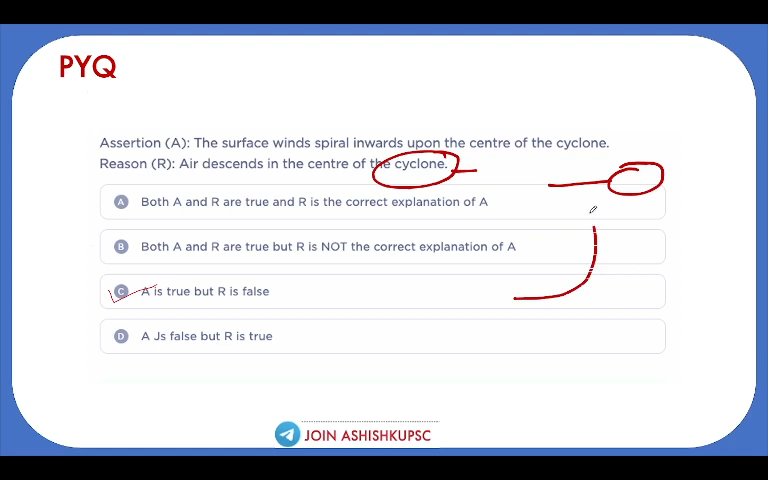 PYQ
Assertion (A): The surface winds spiral inwards upon the centre of the cyclone.
Reason (R): Air descends in the centre of the cyclone.
A Both A and R are true and R is the correct explanation of A
B Both A and R are true but R is NOT the correct explanation of A
C A is true but R is false
D A Js false but R is true
JOIN ASHISHKUPSC